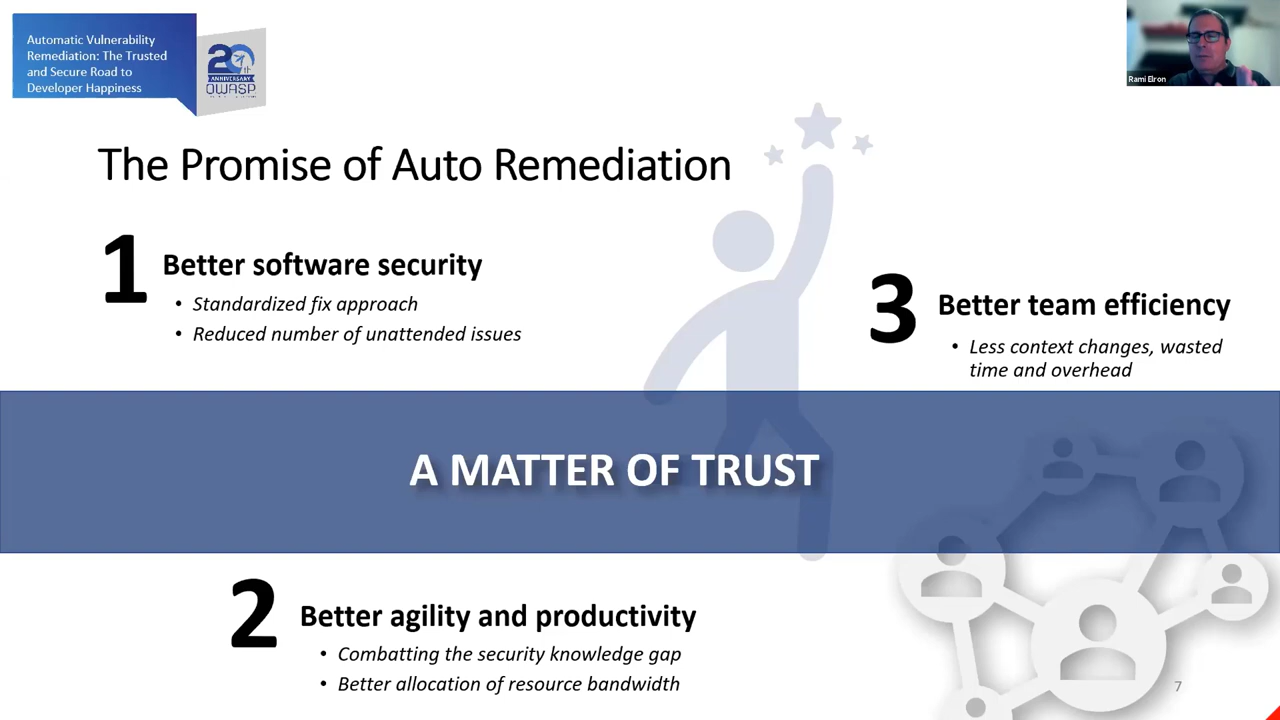 Automatic Vulnerability
Remediation: The Trusted
and Secure Road to
Developer Happiness
20th
ANNIVERSARY
OWASP
Rami Elron
The Promise of Auto Remediation
1 Better software security
• Standardized fix approach
• Reduced number of unattended issues
3 Better team efficiency
• Less context changes, wasted
time and overhead
A MATTER OF TRUST
2 Better agility and productivity
• Combatting the security knowledge gap
• Better allocation of resource bandwidth
7